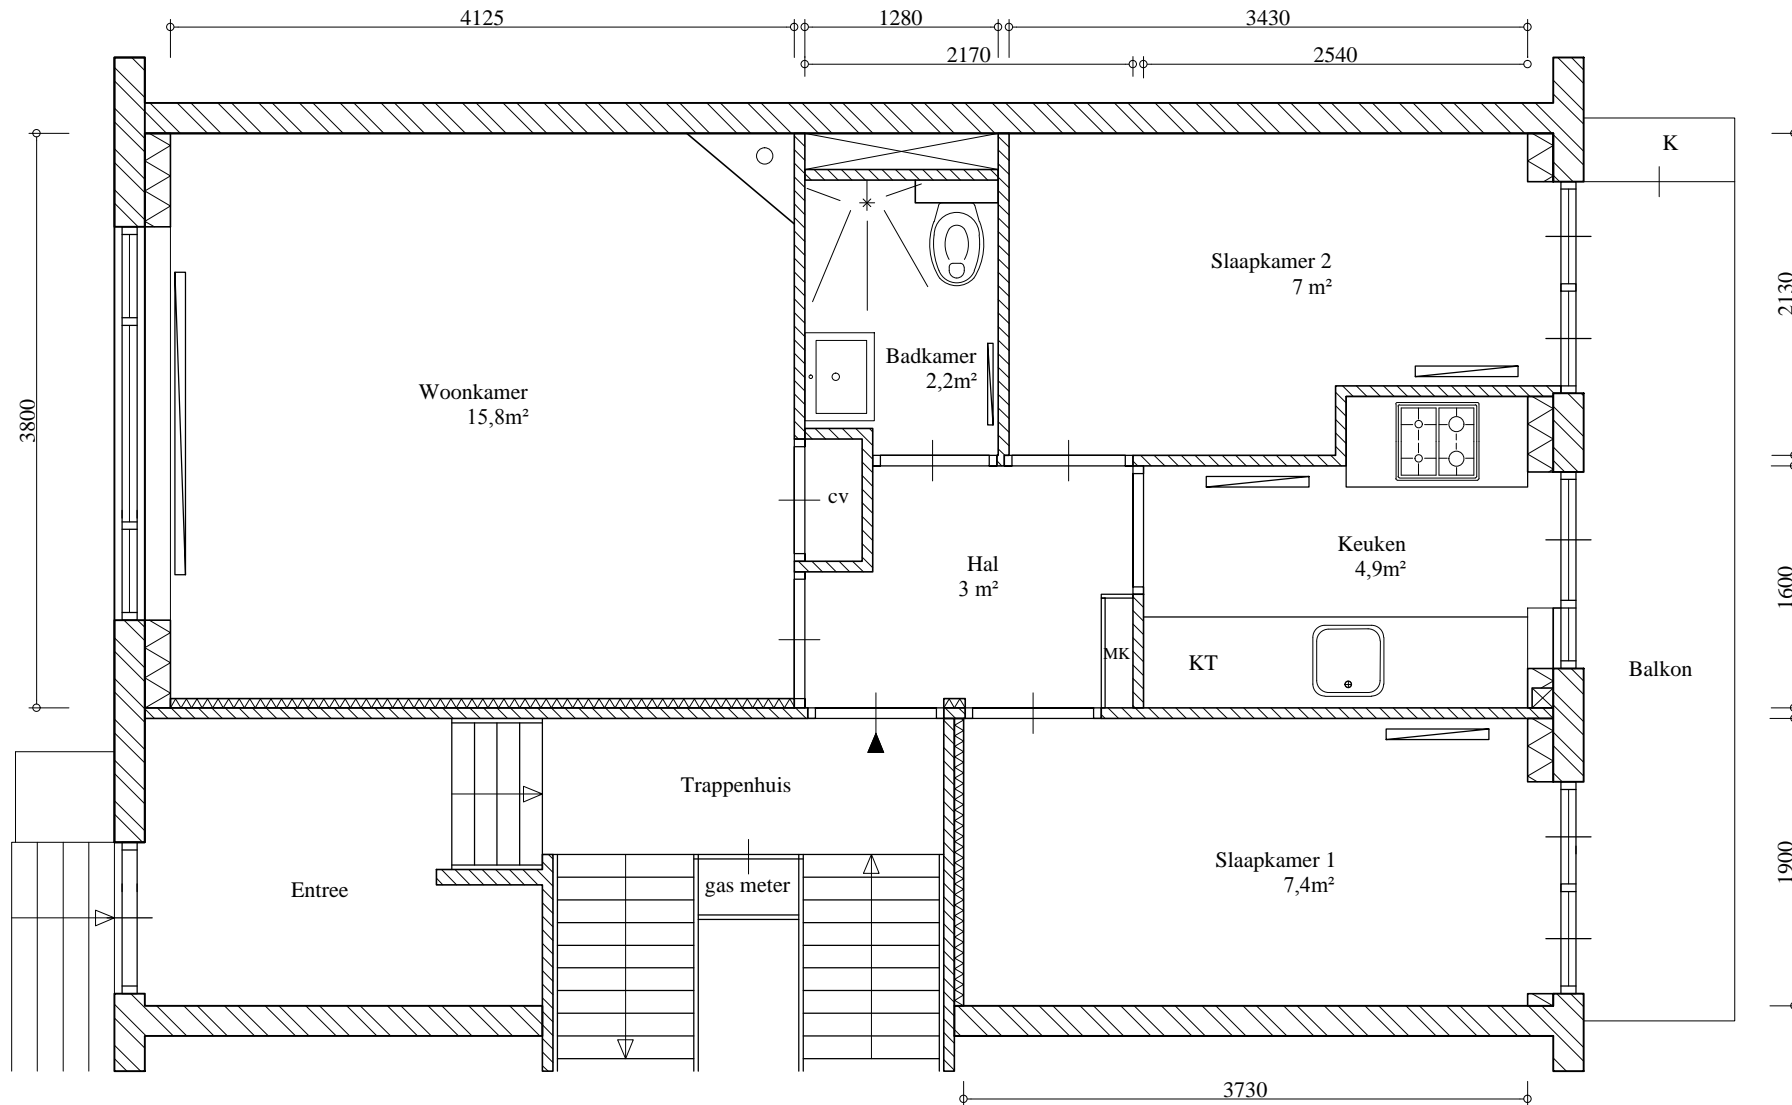 4125
1280
3430
2170
2540
K
Slaapkamer 2
7 m²
2130
Badkamer
2,2m²
Woonkamer
15,8m²
3800
cv
Keuken
4,9m²
Hal
3 m²
1600
MK
KT
Balkon
Trappenhuis
gas meter
Entree
Slaapkamer 1
7,4m²
1900
3730